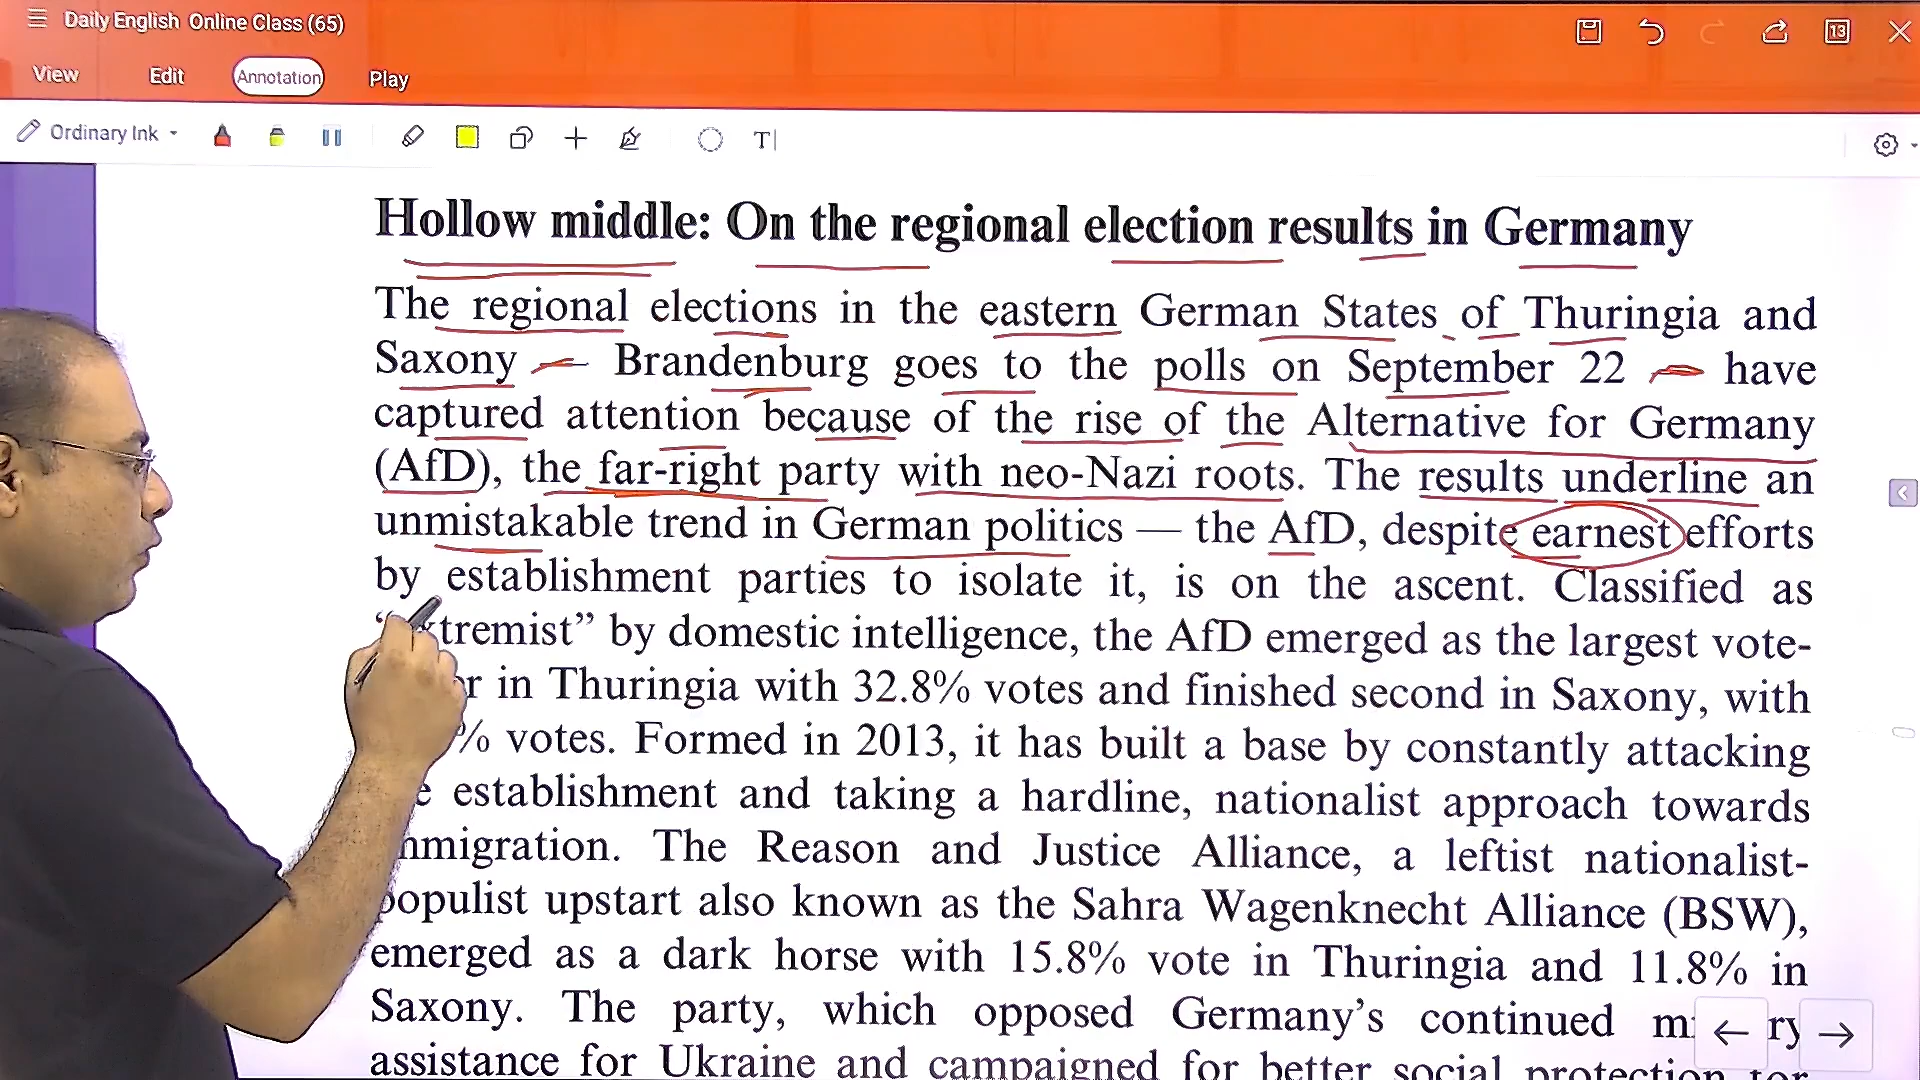 Daily English Online Class (65)
13
View Edit Annotation Play
Ordinary Ink
T|
Hollow middle: On the regional election results in Germany
The regional elections in the eastern German States of Thuringia and
Saxony — Brandenburg goes to the polls on September 22 — have
captured attention because of the rise of the Alternative for Germany
(AfD), the far-right party with neo-Nazi roots. The results underline an
unmistakable trend in German politics — the AfD, despite earnest efforts
by establishment parties to isolate it, is on the ascent. Classified as
tremist” by domestic intelligence, the AfD emerged as the largest vote-
r in Thuringia with 32.8% votes and finished second in Saxony, with
% votes. Formed in 2013, it has built a base by constantly attacking
e establishment and taking a hardline, nationalist approach towards
mmigration. The Reason and Justice Alliance, a leftist nationalist-
populist upstart also known as the Sahra Wagenknecht Alliance (BSW),
emerged as a dark horse with 15.8% vote in Thuringia and 11.8% in
Saxony. The party, which opposed Germany’s continued m ry
assistance for Ukraine and campaigned for better social protection for